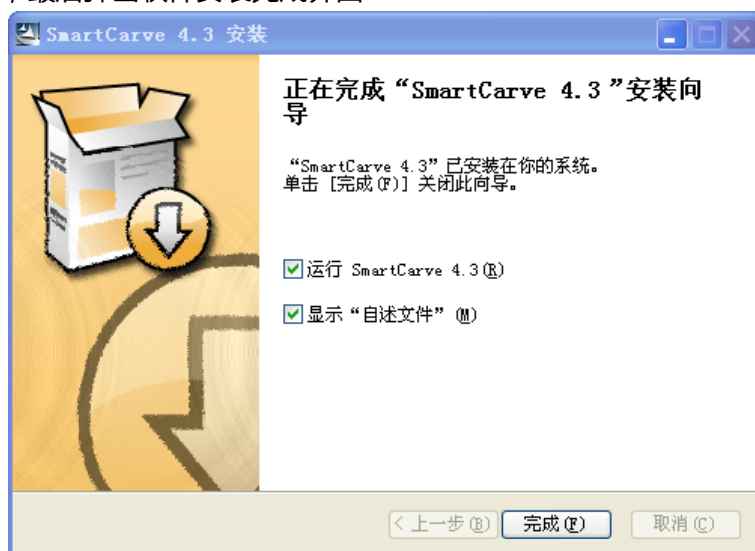 SmartCarve 4.3 安装
正在完成“SmartCarve 4.3”安装向
导
“SmartCarve 4.3”已安装在你的系统。
单击 [完成(F)] 关闭此向导。
运行 SmartCarve 4.3(R)
显示“自述文件” (M)
< 上一步(B)
完成(F)
取消(C)